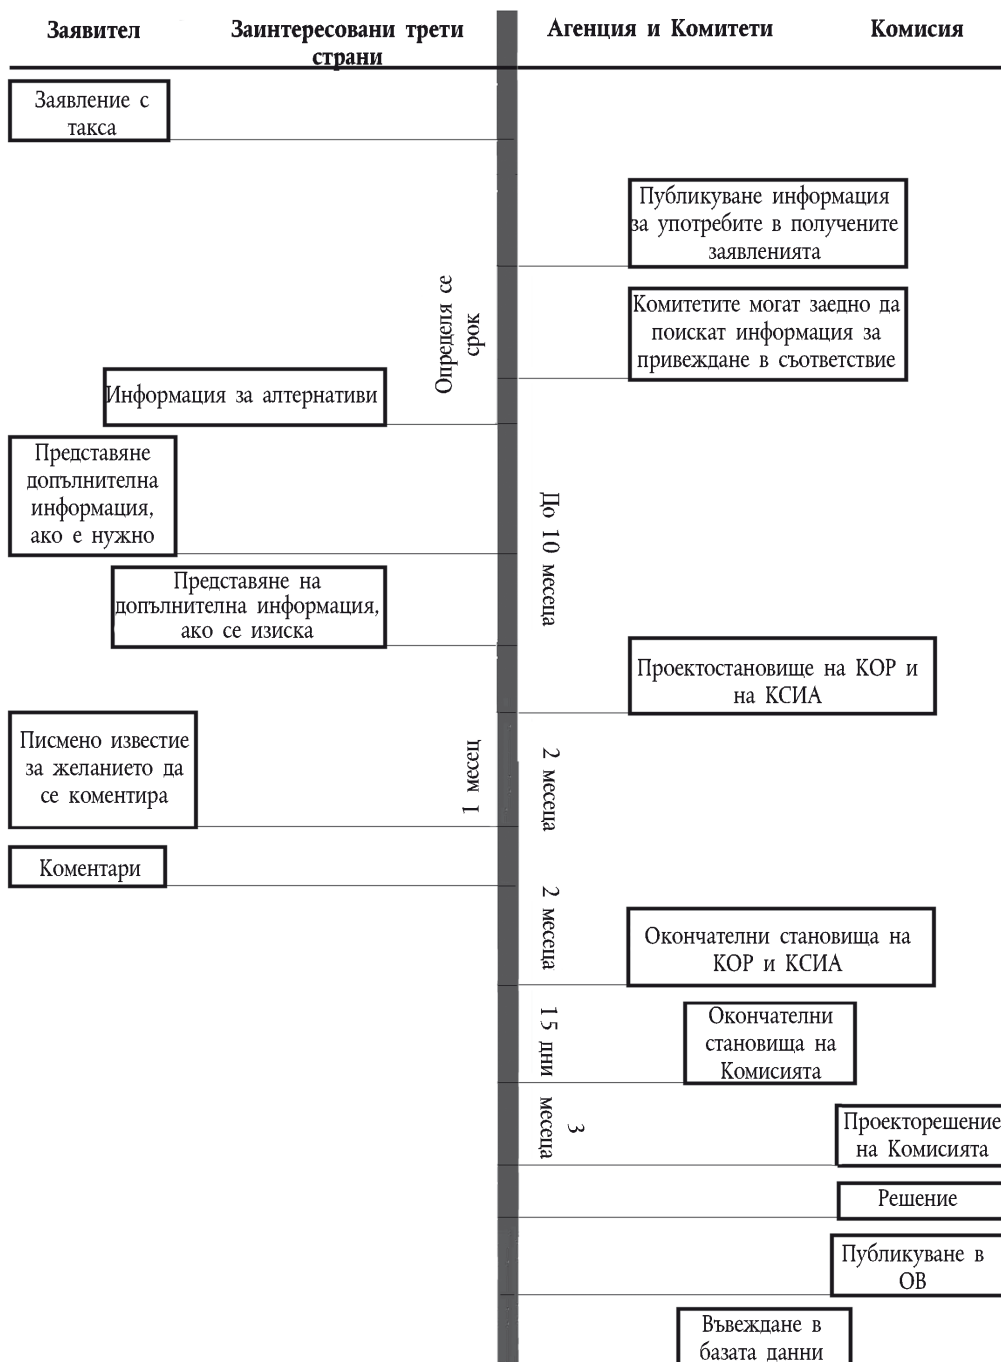 Заявител
Заинтересовани трети
страни
Агенция и Комитети
Комисия
Заявление с
такса
Публикуване информация
за употребите в получените
заявленията
Определя се
срок
Комитетите могат заедно да
поискат информация за
привеждане в съответствие
Информация за алтернативи
Представяне
допълнителна
информация,
ако е нужно
До 10 месеца
Представяне на
допълнителна информация,
ако се изиска
Проектостановище на КОР и
на КСИА
Писмено известие
за желанието да
се коментира
1 месец
2 месеца
Коментари
2 месеца
Окончателни становища на
КОР и КСИА
15 дни
Окончателни
становища на
Комисията
3
месеца
Проекторешение
на Комисията
Решение
Публикуване в
ОВ
Въвеждане в
базата данни